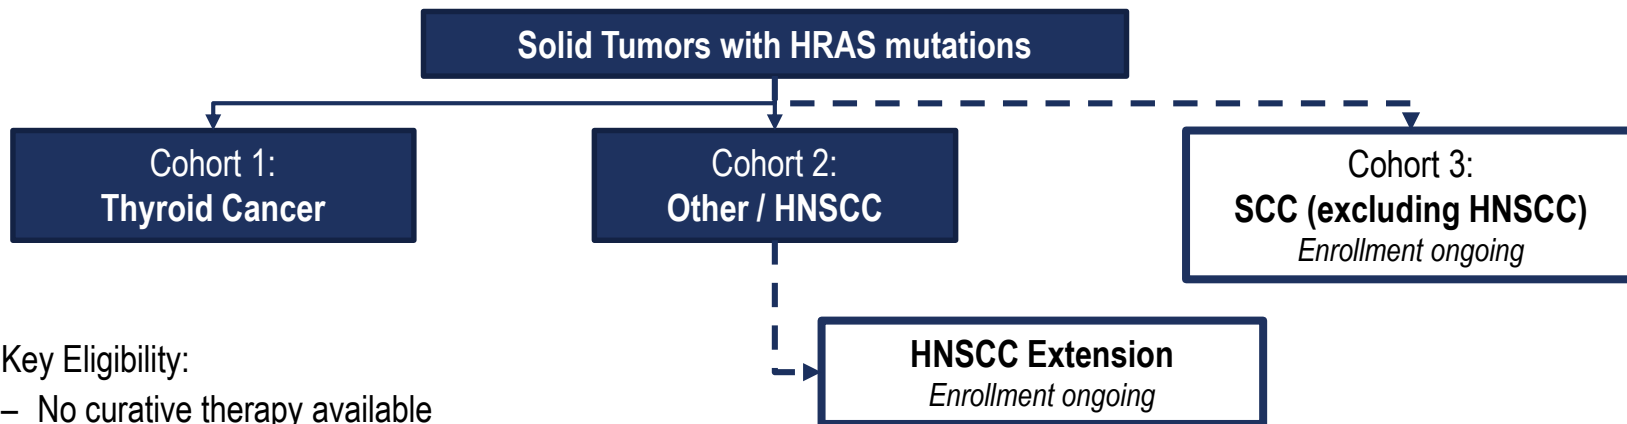 Solid Tumors with HRAS mutations
Cohort 1:
Thyroid Cancer
Cohort 2:
Other / HNSCC
Cohort 3:
SCC (excluding HNSCC)
Enrollment ongoing
HNSCC Extension
Enrollment ongoing
Key Eligibility:
– No curative therapy available